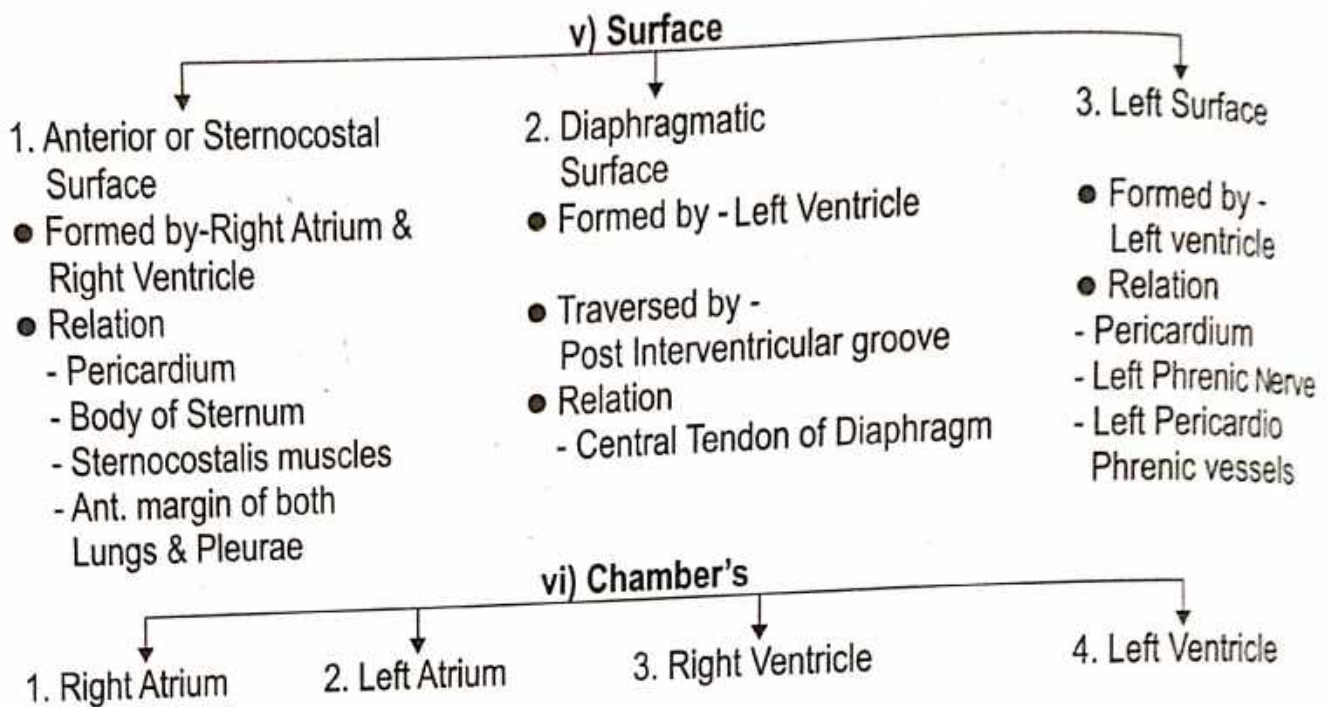 v) Surface
1. Anterior or Sternocostal
Surface
● Formed by-Right Atrium &
Right Ventricle
● Relation
- Pericardium
- Body of Sternum
- Sternocostalis muscles
- Ant. margin of both
Lungs & Pleurae
2. Diaphragmatic
Surface
● Formed by - Left Ventricle
● Traversed by -
Post Interventricular groove
● Relation
- Central Tendon of Diaphragm
3. Left Surface
● Formed by -
Left ventricle
● Relation
- Pericardium
- Left Phrenic Nerve
- Left Pericardio
Phrenic vessels
vi) Chamber's
1. Right Atrium
2. Left Atrium
3. Right Ventricle
4. Left Ventricle